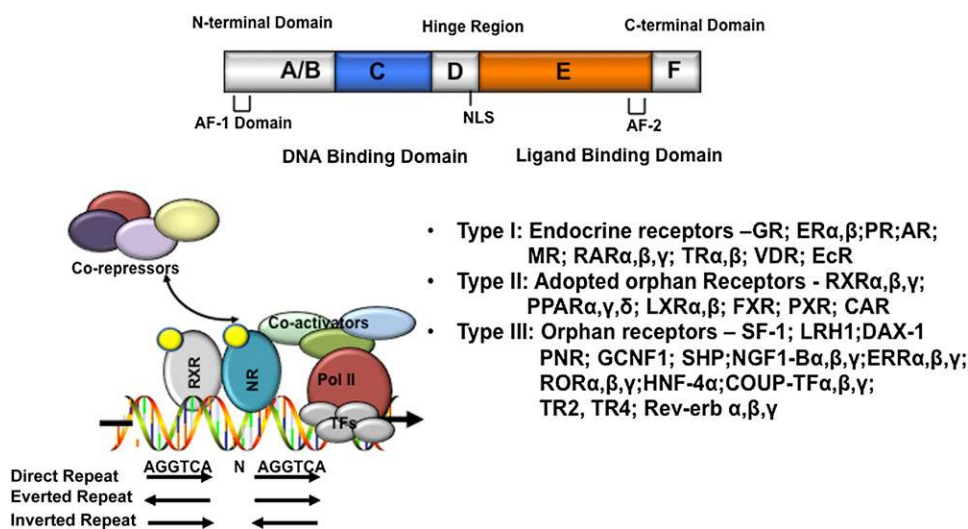 N-terminal Domain
Hinge Region
C-terminal Domain
A/B
C
D
E
F
AF-1 Domain
NLS
AF-2
DNA Binding Domain
Ligand Binding Domain
Co-repressors
Co-activators
RXR
NR
Pol II
TFs
AGGTCA N AGGTCA
Direct Repeat
Everted Repeat
Inverted Repeat
• Type I: Endocrine receptors –GR; ERα,β;PR;AR;
MR; RARα,β,γ; TRα,β; VDR; EcR
• Type II: Adopted orphan Receptors - RXRα,β,γ;
PPARα,γ,δ; LXRα,β; FXR; PXR; CAR
• Type III: Orphan receptors – SF-1; LRH1;DAX-1
PNR; GCNF1; SHP;NGF1-Bα,β,γ;ERRα,β,γ;
RORα,β,γ;HNF-4α;COUP-TFα,β,γ;
TR2, TR4; Rev-erb α,β,γ